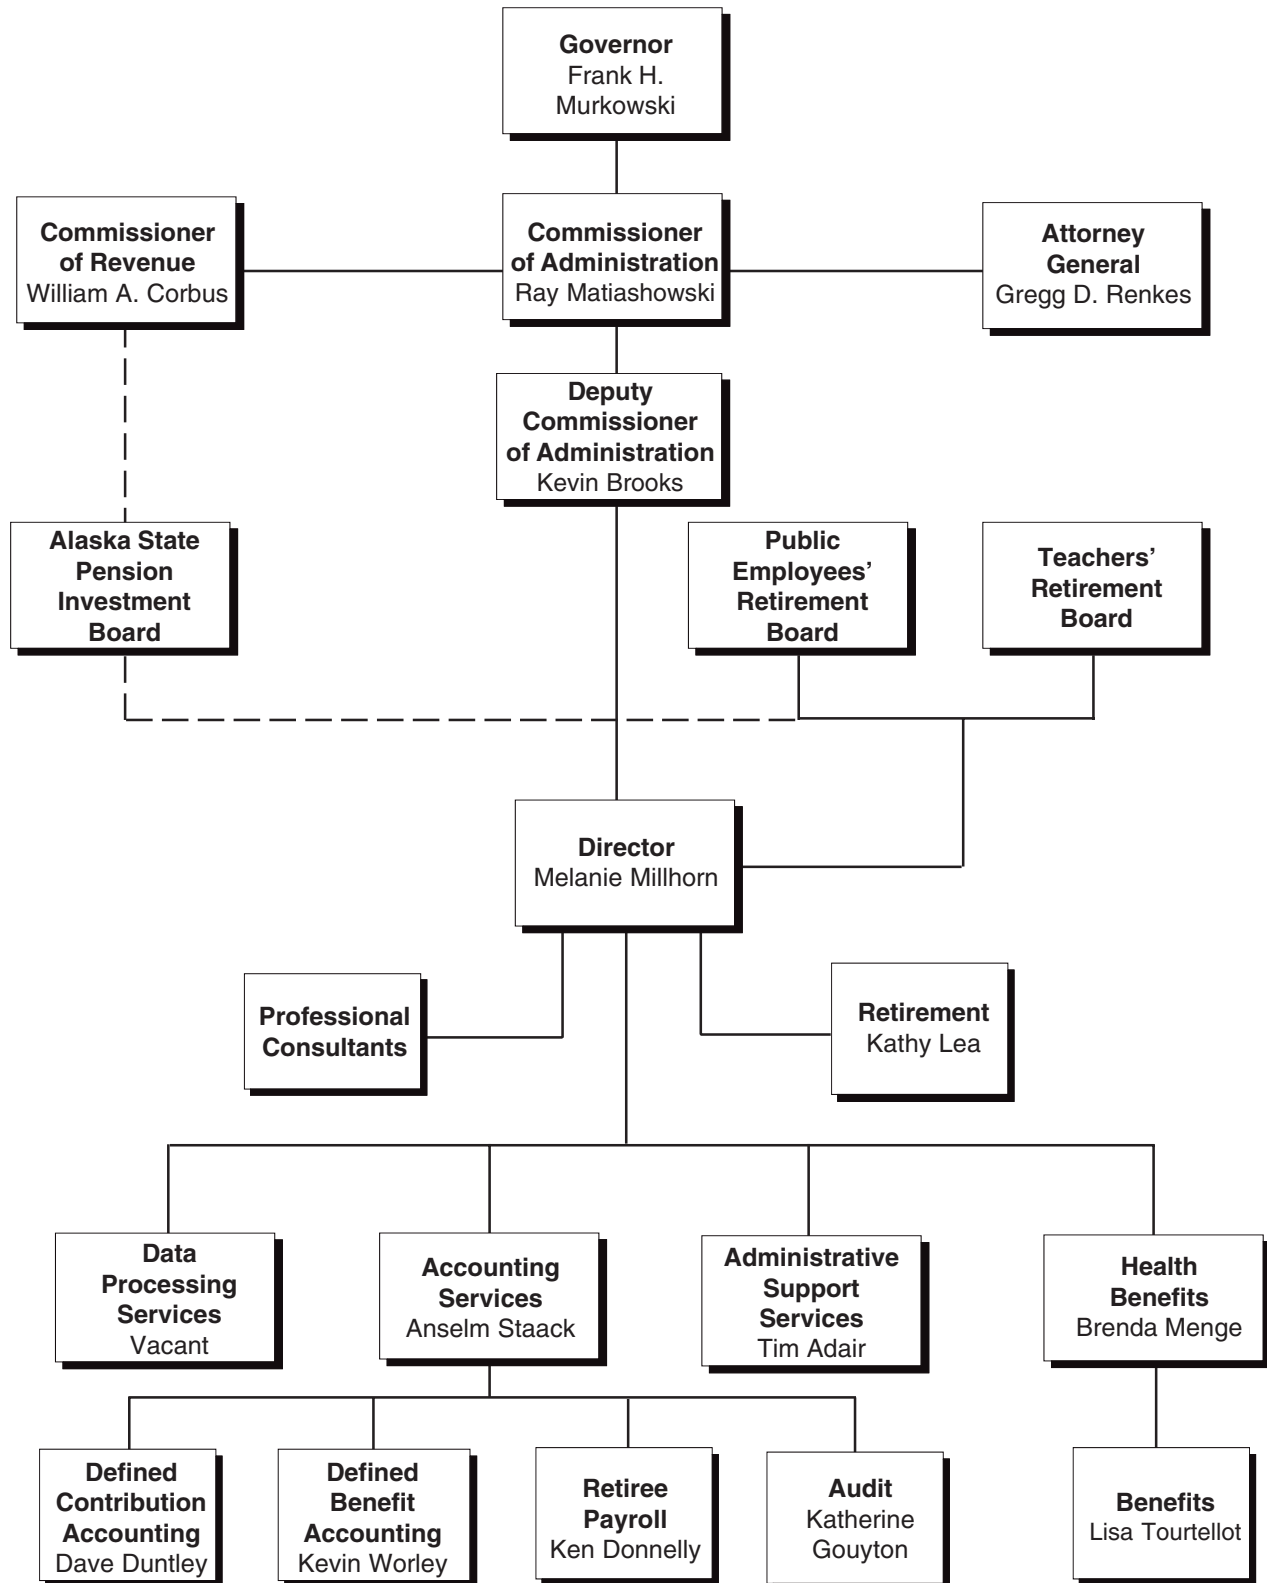 Governor
Frank H.
Murkowski
Commissioner
of Revenue
William A. Corbus
Commissioner
of Administration
Ray Matiashowski
Attorney
General
Gregg D. Renkes
Deputy
Commissioner
of Administration
Kevin Brooks
Alaska State
Pension
Investment
Board
Public
Employees’
Retirement
Board
Teachers’
Retirement
Board
Director
Melanie Millhorn
Professional
Consultants
Retirement
Kathy Lea
Data
Processing
Services
Vacant
Accounting
Services
Anselm Staack
Administrative
Support
Services
Tim Adair
Health
Benefits
Brenda Menge
Defined
Contribution
Accounting
Dave Duntley
Defined
Benefit
Accounting
Kevin Worley
Retiree
Payroll
Ken Donnelly
Audit
Katherine
Gouyton
Benefits
Lisa Tourtellot